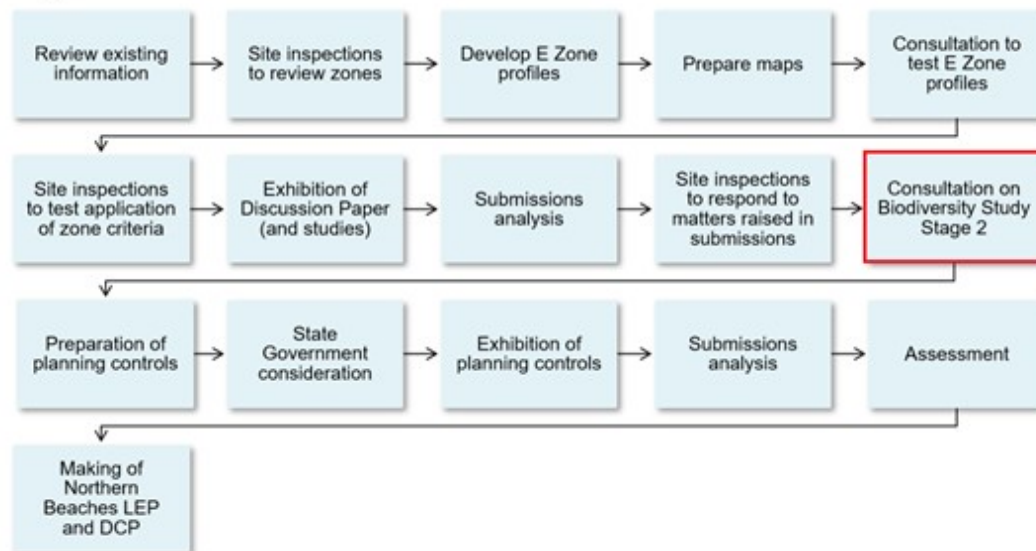 Review existing
information
Site inspections
to review zones
Develop E Zone
profiles
Prepare maps
Consultation to
test E Zone
profiles
Site inspections
to test application
of zone criteria
Exhibition of
Discussion Paper
(and studies)
Submissions
analysis
Site inspections
to respond to
matters raised in
submissions
Consultation on
Biodiversity Study
Stage 2
Preparation of
planning controls
State
Government
consideration
Exhibition of
planning controls
Submissions
analysis
Assessment
Making of
Northern
Beaches LEP
and DCP